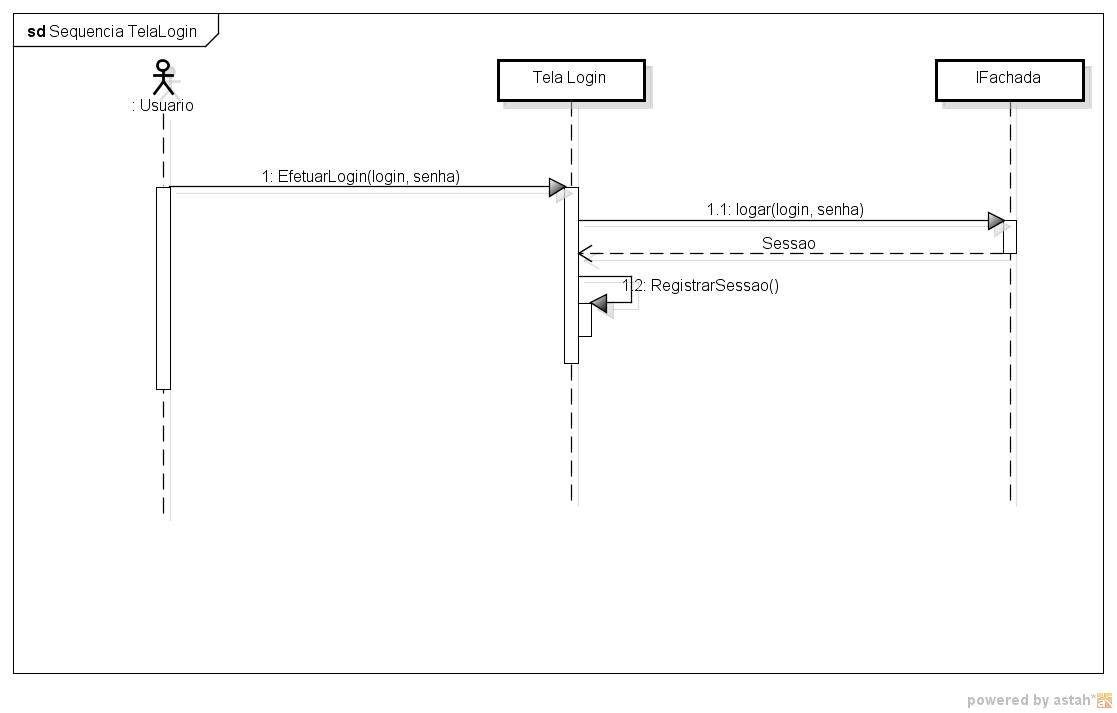 sd Sequencia TelaLogin
: Usuario
Tela Login
IFachada
1: EfetuarLogin(login, senha)
1.1: logar(login, senha)
Sessao
1.2: RegistrarSessao()
powered by astah*